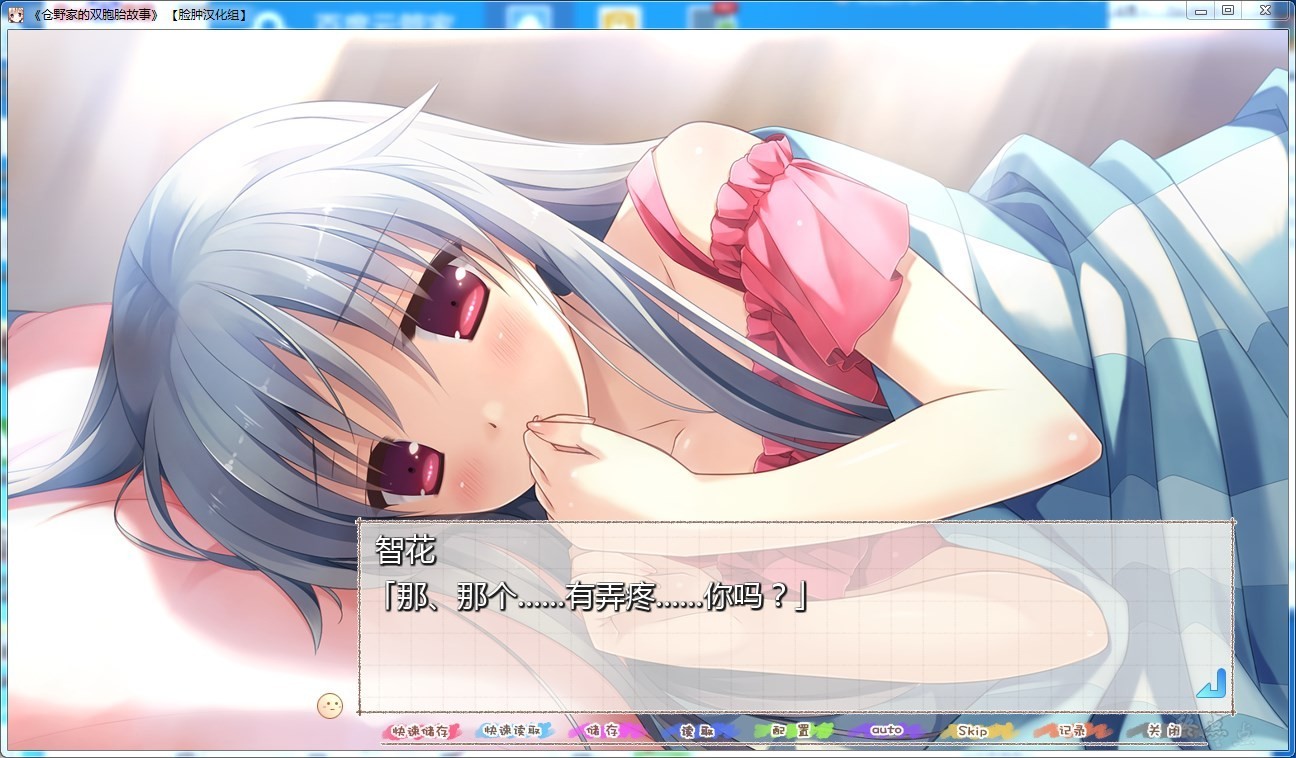 《仓野家的双胞胎故事》 【脸肿汉化组】
智花
「那、那个......有弄疼......你吗？」
快速储存 快速读取 储存 读取 配置 auto Skip 记录 关闭